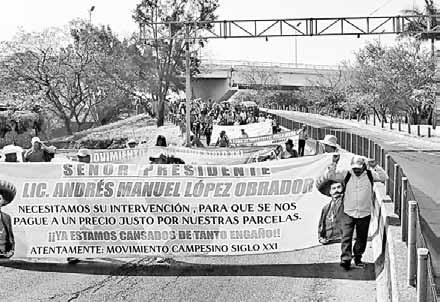 SEÑOR PRESIDENTE
LIC. ANDRÉS MANUEL LÓPEZ OBRADOR
NECESITAMOS SU INTERVENCIÓN , PARA QUE SE NOS
PAGUE A UN PRECIO JUSTO POR NUESTRAS PARCELAS.
¡¡YA ESTAMOS CANSADOS DE TANTO ENGAÑO!!
ATENTAMENTE: MOVIMIENTO CAMPESINO SIGLO XXI